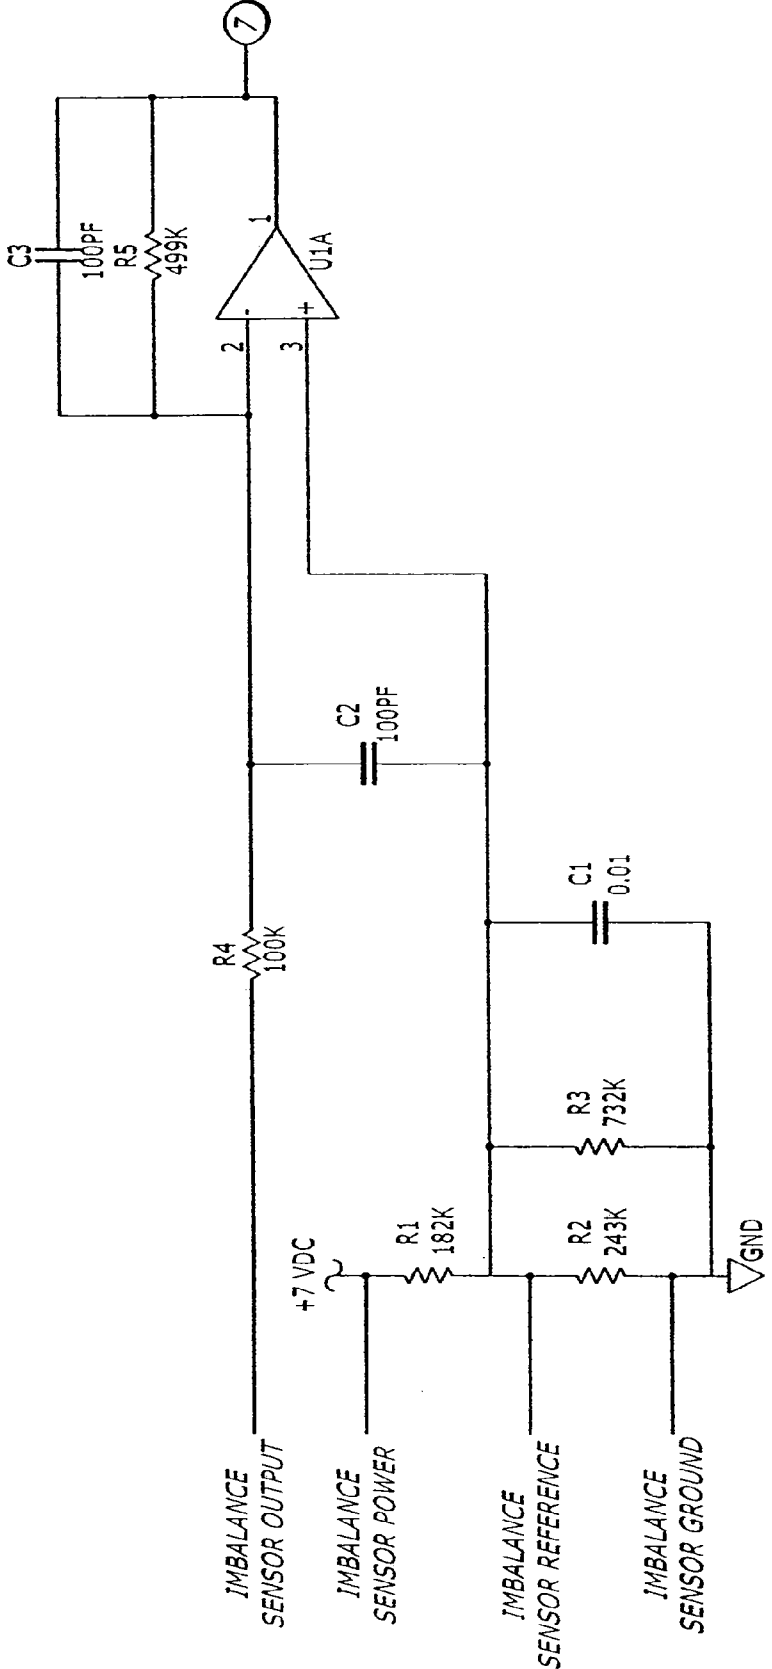 7
C3
100PF
R5
499K
2
-
1
3
+
U1A
C2
100PF
R4
100K
C1
0.01
R3
732K
+7 VDC
R1
182K
R2
243K
GND
IMBALANCE
SENSOR OUTPUT
IMBALANCE
SENSOR POWER
IMBALANCE
SENSOR REFERENCE
IMBALANCE
SENSOR GROUND